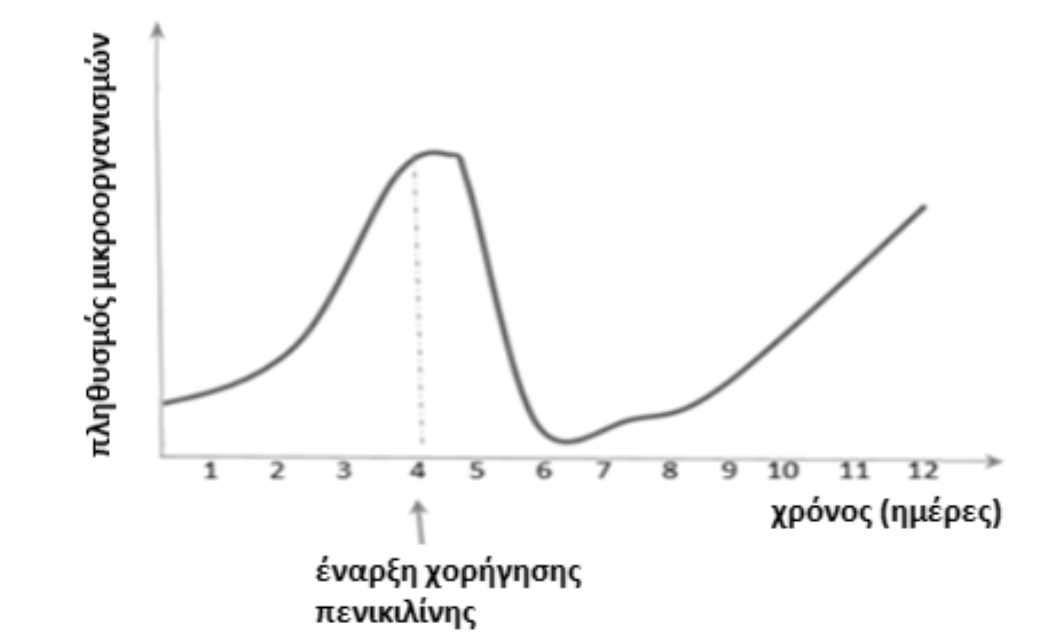 πληθυσμός μικροοργανισμών
1 2 3 4 5 6 7 8 9 10 11 12
χρόνος (ημέρες)
έναρξη χορήγησης
πενικιλίνης